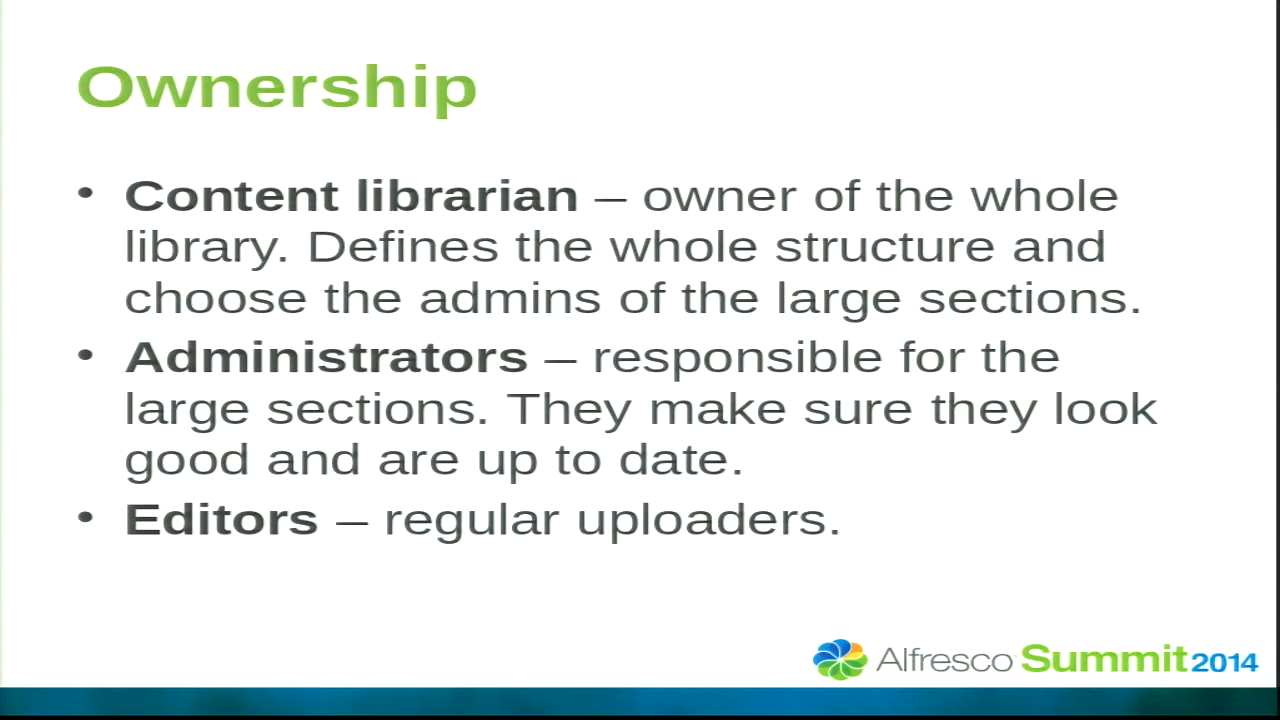 Ownership
• Content librarian – owner of the whole
library. Defines the whole structure and
choose the admins of the large sections.
• Administrators – responsible for the
large sections. They make sure they look
good and are up to date.
• Editors – regular uploaders.
Alfresco Summit 2014